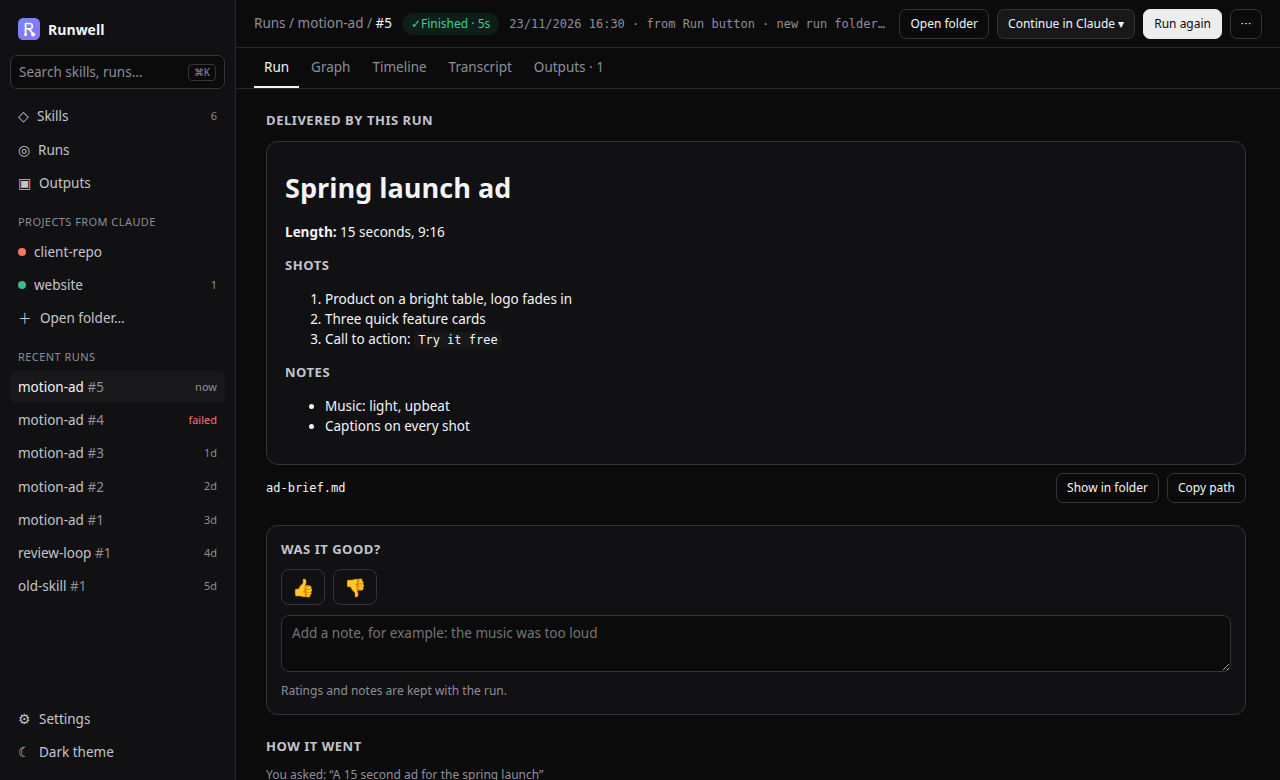 Runwell
Search skills, runs... ⌘K
◇ Skills 6
◎ Runs
▣ Outputs
PROJECTS FROM CLAUDE
client-repo
website 1
+ Open folder...
RECENT RUNS
motion-ad #5 now
motion-ad #4 failed
motion-ad #3 1d
motion-ad #2 2d
motion-ad #1 3d
review-loop #1 4d
old-skill #1 5d
⚙ Settings
☾ Dark theme
Runs / motion-ad / #5 ✓Finished · 5s 23/11/2026 16:30 · from Run button · new run folder… Open folder Continue in Claude ▾ Run again ···
Run Graph Timeline Transcript Outputs · 1
DELIVERED BY THIS RUN
Spring launch ad
Length: 15 seconds, 9:16
SHOTS
1. Product on a bright table, logo fades in
2. Three quick feature cards
3. Call to action: Try it free
NOTES
• Music: light, upbeat
• Captions on every shot
ad-brief.md Show in folder Copy path
WAS IT GOOD?
👍 👎
Add a note, for example: the music was too loud
Ratings and notes are kept with the run.
HOW IT WENT
You asked: “A 15 second ad for the spring launch”